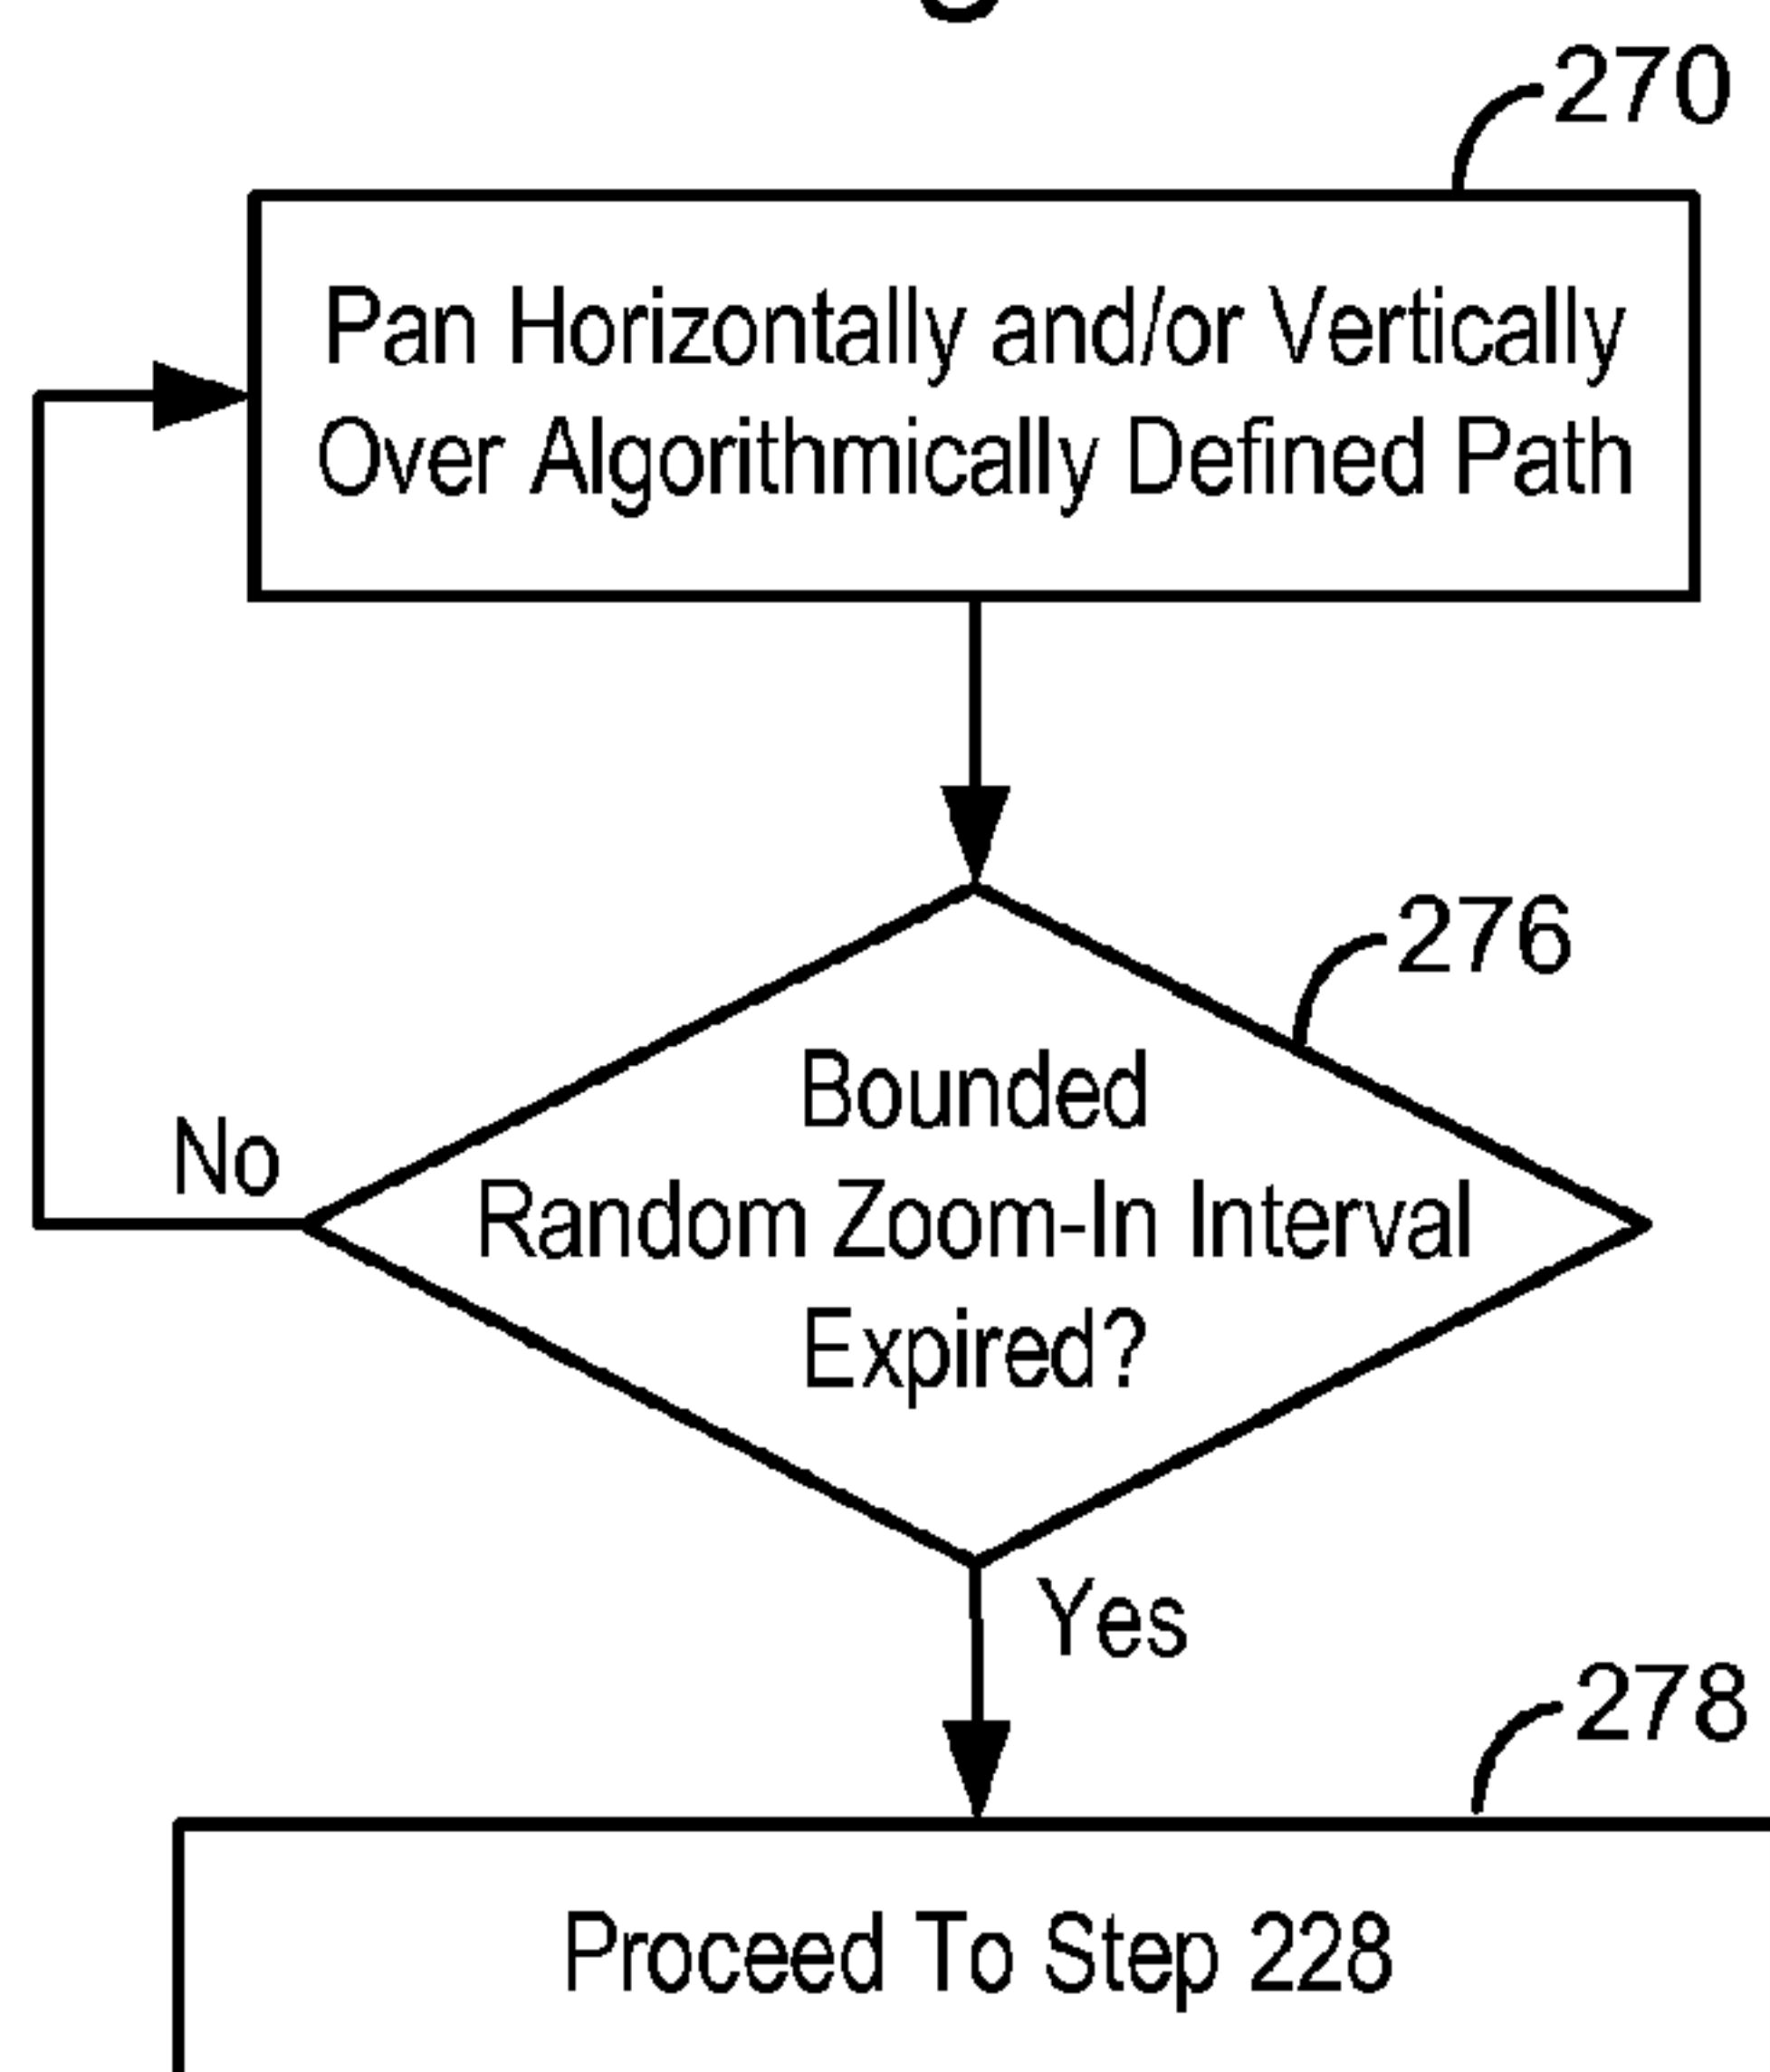 270
Pan Horizontally and/or Vertically
Over Algorithmically Defined Path
276
Bounded
Random Zoom-In Interval
Expired?
No
Yes
278
Proceed To Step 228